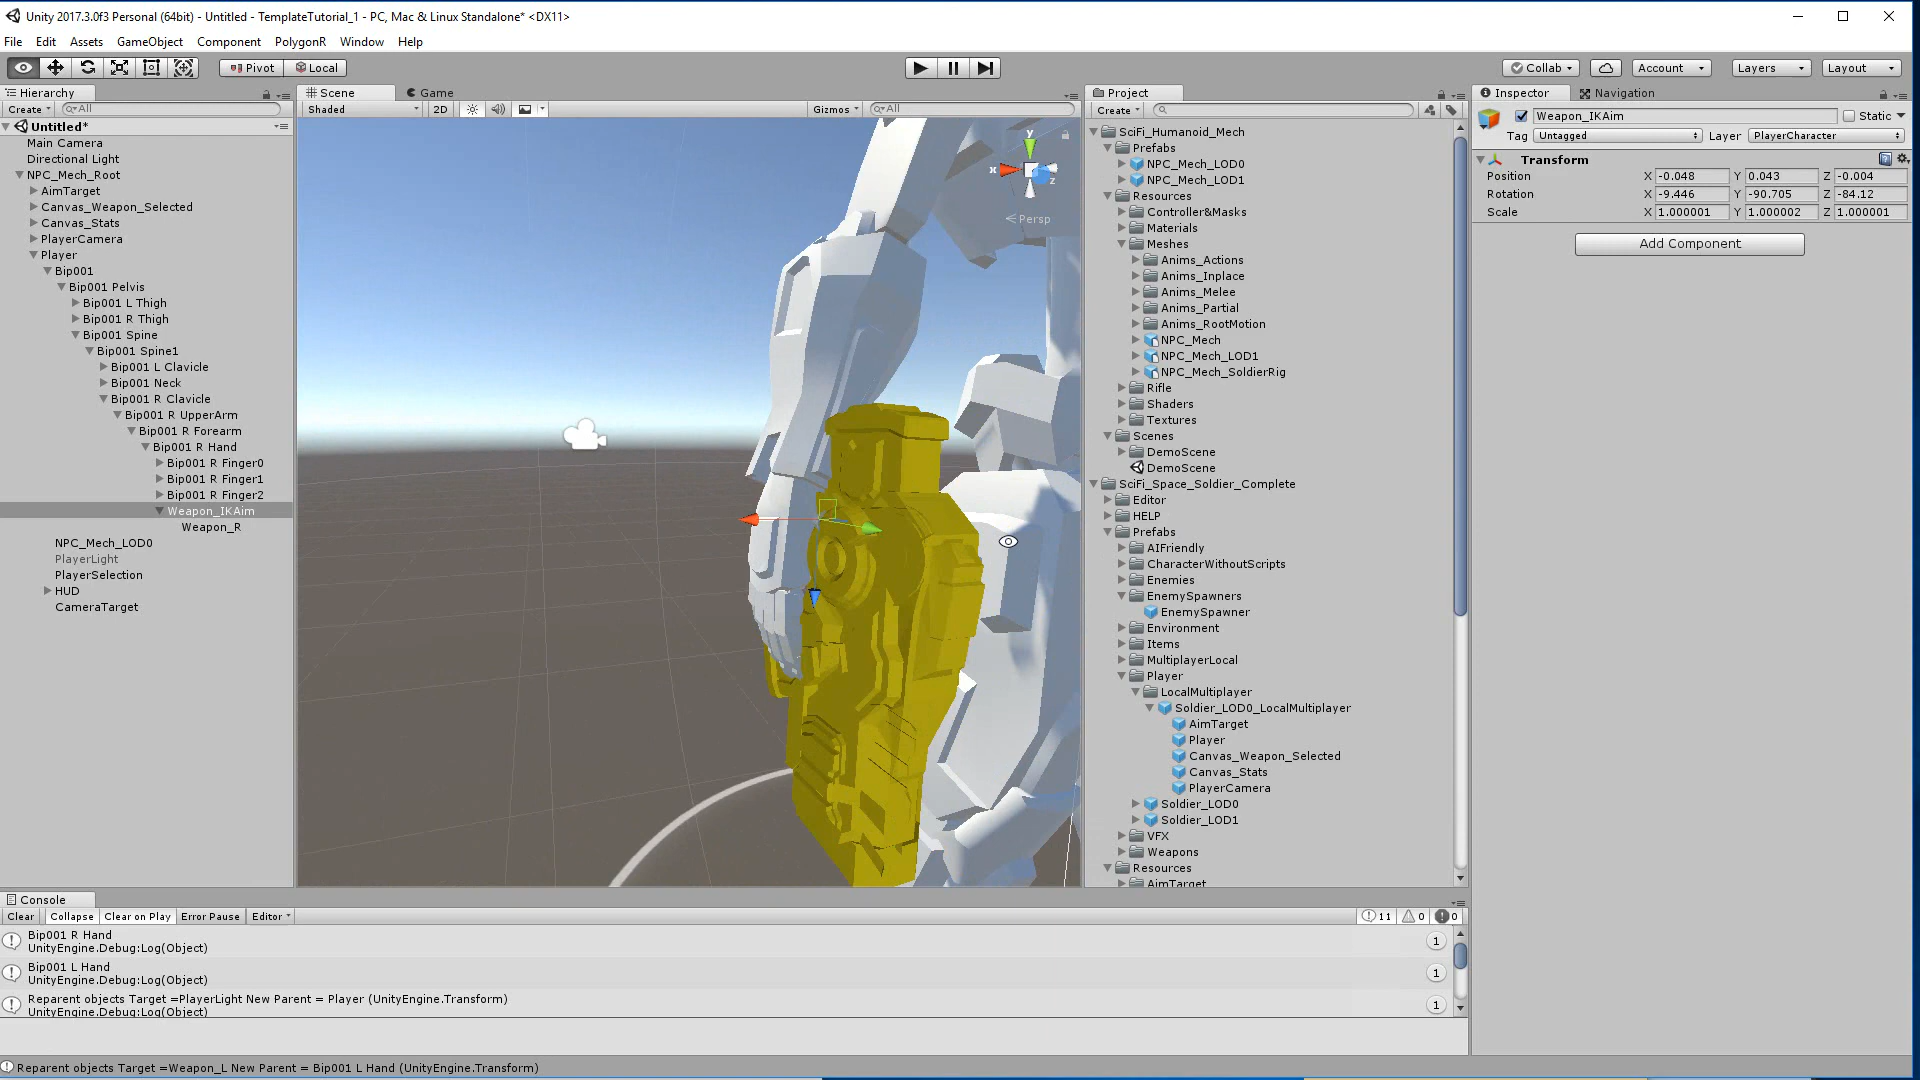 Unity 2017.3.0f3 Personal (64bit) - Untitled - TemplateTutorial_1 - PC, Mac & Linux Standalone* <DX11>
File Edit Assets GameObject Component PolygonR Window Help
Pivot Local Collab Account Layers Layout
Hierarchy
Create All
Untitled*
Main Camera
Directional Light
NPC_Mech_Root
AimTarget
Canvas_Weapon_Selected
Canvas_Stats
PlayerCamera
Player
Bip001
Bip001 Pelvis
Bip001 L Thigh
Bip001 R Thigh
Bip001 Spine
Bip001 Spine1
Bip001 L Clavicle
Bip001 Neck
Bip001 R Clavicle
Bip001 R UpperArm
Bip001 R Forearm
Bip001 R Hand
Bip001 R Finger0
Bip001 R Finger1
Bip001 R Finger2
Weapon_IKAim
Weapon_R
NPC_Mech_LOD0
PlayerLight
PlayerSelection
HUD
CameraTarget
Scene Game
Shaded 2D Gizmos All
y
x
z
Persp
Project
Create
SciFi_Humanoid_Mech
Prefabs
NPC_Mech_LOD0
NPC_Mech_LOD1
Resources
Controller&Masks
Materials
Meshes
Anims_Actions
Anims_Inplace
Anims_Melee
Anims_Partial
Anims_RootMotion
NPC_Mech
NPC_Mech_LOD1
NPC_Mech_SoldierRig
Rifle
Shaders
Textures
Scenes
DemoScene
DemoScene
SciFi_Space_Soldier_Complete
Editor
HELP
Prefabs
AIFriendly
CharacterWithoutScripts
Enemies
EnemySpawners
EnemySpawner
Environment
Items
MultiplayerLocal
Player
LocalMultiplayer
Soldier_LOD0_LocalMultiplayer
AimTarget
Player
Canvas_Weapon_Selected
Canvas_Stats
PlayerCamera
Soldier_LOD0
Soldier_LOD1
VFX
Weapons
Resources
AimTarget
Inspector Navigation
Weapon_IKAim Static
Tag Untagged Layer PlayerCharacter
Transform
Position X -0.048 Y 0.043 Z -0.004
Rotation X -9.446 Y -90.705 Z -84.12
Scale X 1.000001 Y 1.000002 Z 1.000001
Add Component
Console
Clear Collapse Clear on Play Error Pause Editor 11 0 0
Bip001 R Hand
UnityEngine.Debug:Log(Object) 1
Bip001 L Hand
UnityEngine.Debug:Log(Object) 1
Reparent objects Target =PlayerLight New Parent = Player (UnityEngine.Transform)
UnityEngine.Debug:Log(Object) 1
Reparent objects Target =Weapon_L New Parent = Bip001 L Hand (UnityEngine.Transform)